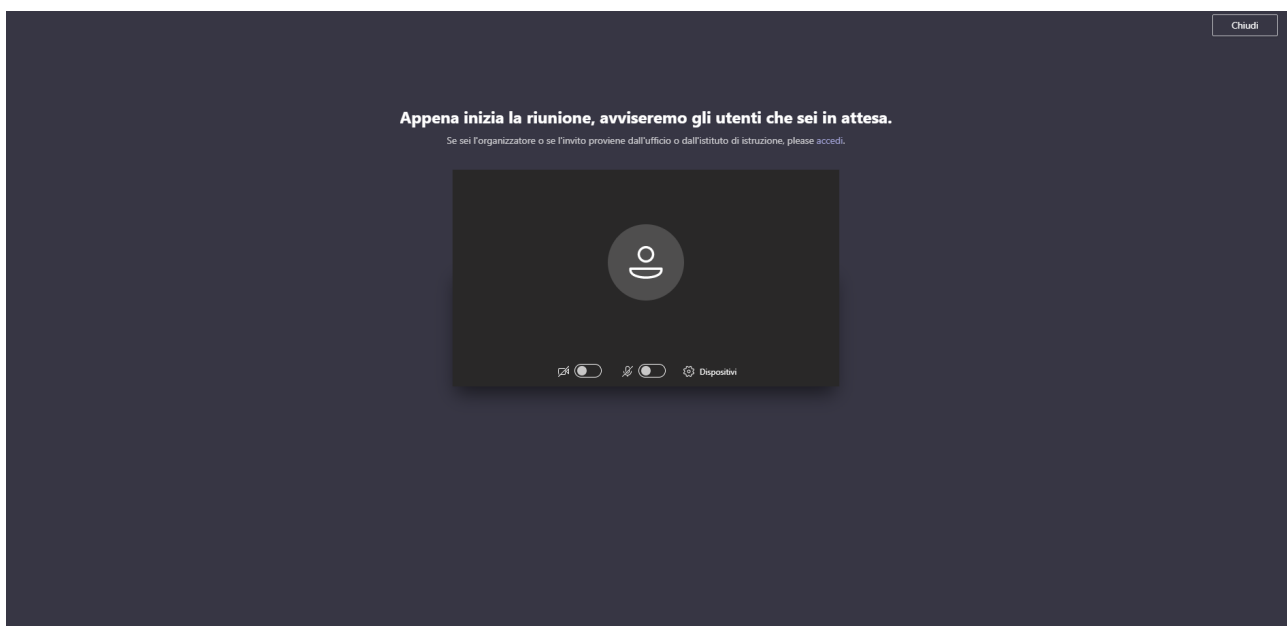 Chiudi
Appena inizia la riunione, avviseremo gli utenti che sei in attesa.
Se sei l'organizzatore o se l'invito proviene dall'ufficio o dall'istituto di istruzione, please accedi.
Dispositivi